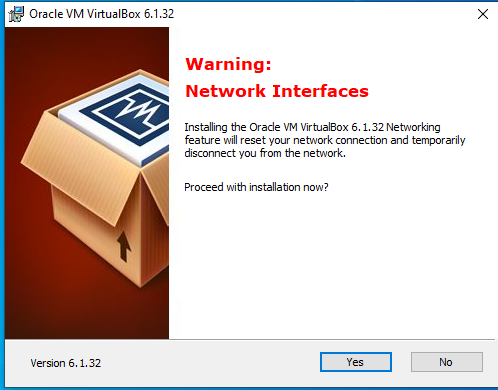 Oracle VM VirtualBox 6.1.32
Warning:
Network Interfaces
Installing the Oracle VM VirtualBox 6.1.32 Networking
feature will reset your network connection and temporarily
disconnect you from the network.
Proceed with installation now?
Version 6.1.32
Yes
No